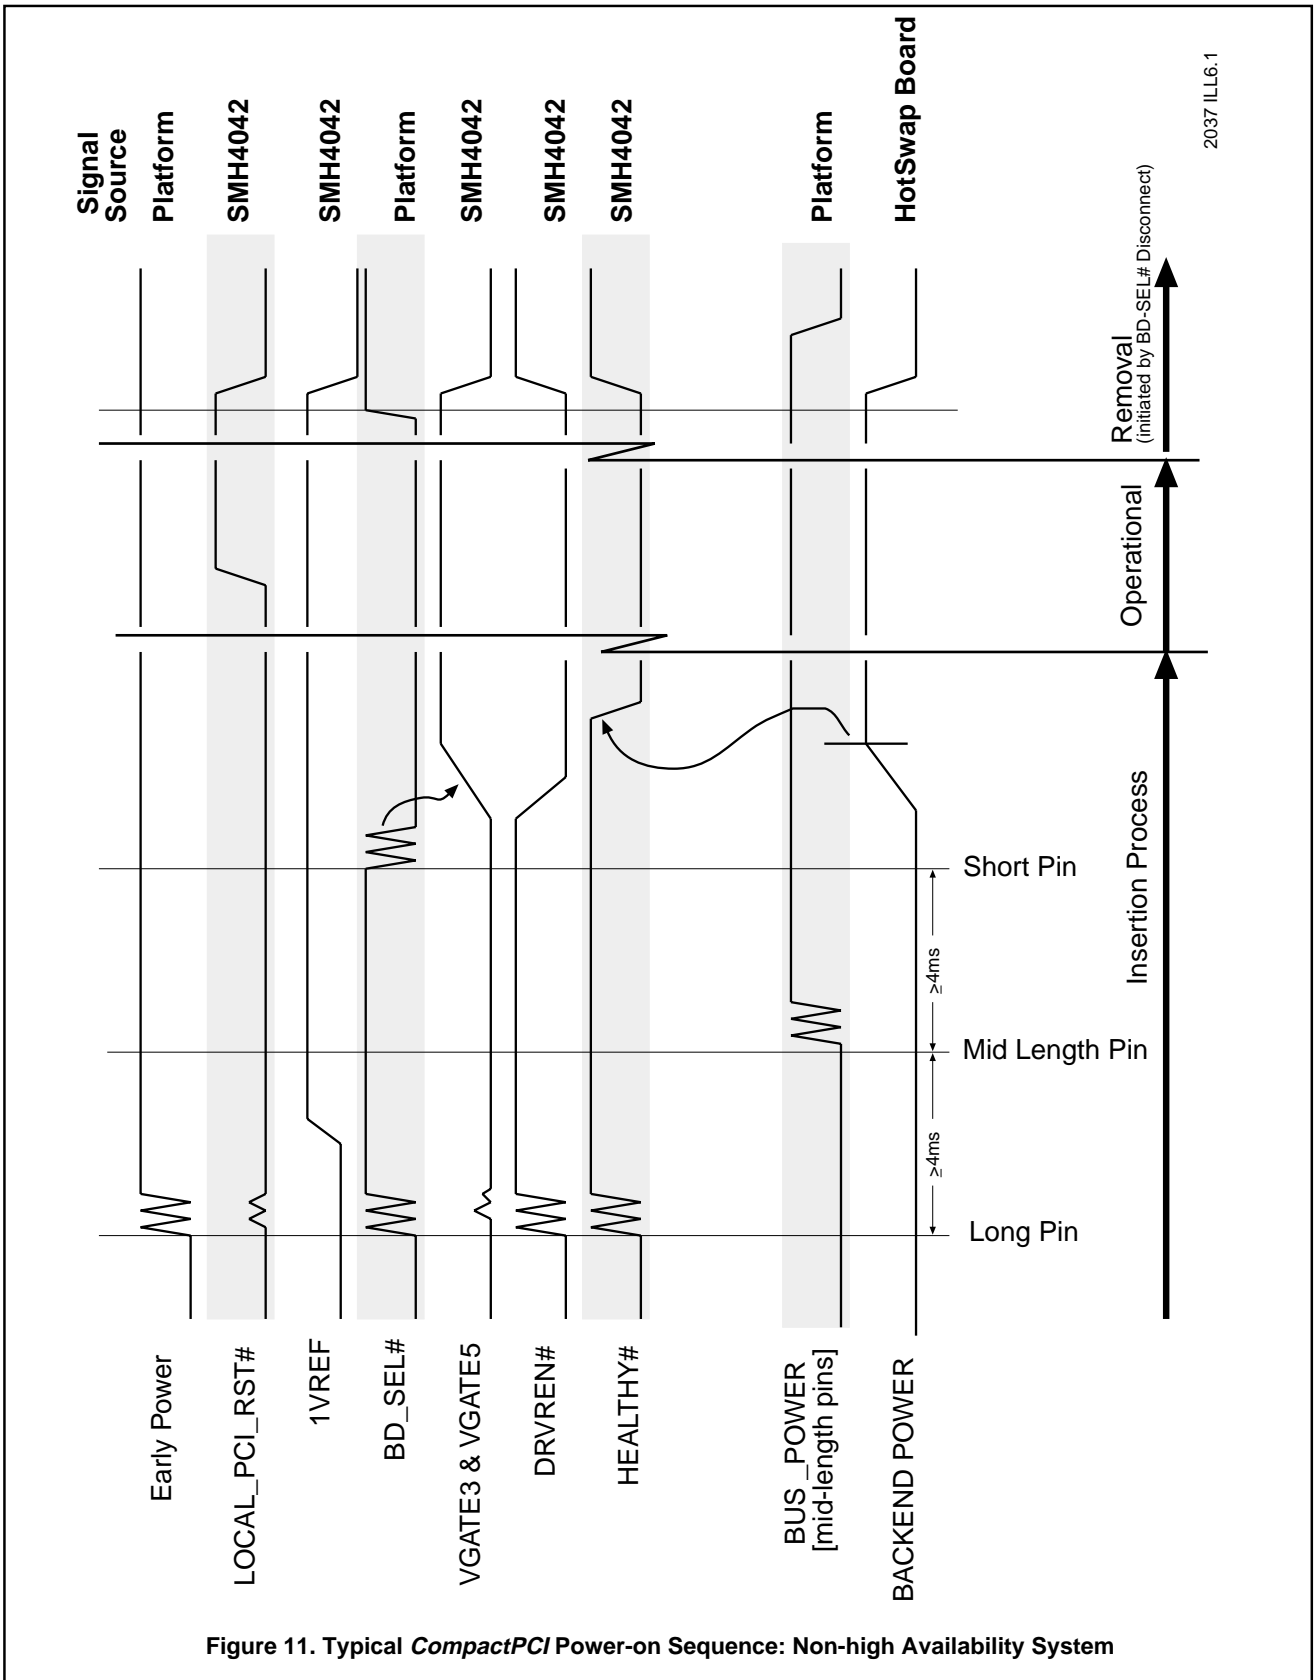 Signal
Source
Early Power
Platform
LOCAL_PCI_RST#
SMH4042
1VREF
SMH4042
BD_SEL#
Platform
VGATE3 & VGATE5
SMH4042
DRVREN#
SMH4042
HEALTHY#
SMH4042
BUS_POWER
[mid-length pins]
Platform
BACKEND POWER
HotSwap Board
Long Pin
≥4ms
Mid Length Pin
≥4ms
Short Pin
Insertion Process
Operational
Removal
(initiated by BD-SEL# Disconnect)
2037 ILL6.1
Figure 11. Typical CompactPCI Power-on Sequence: Non-high Availability System